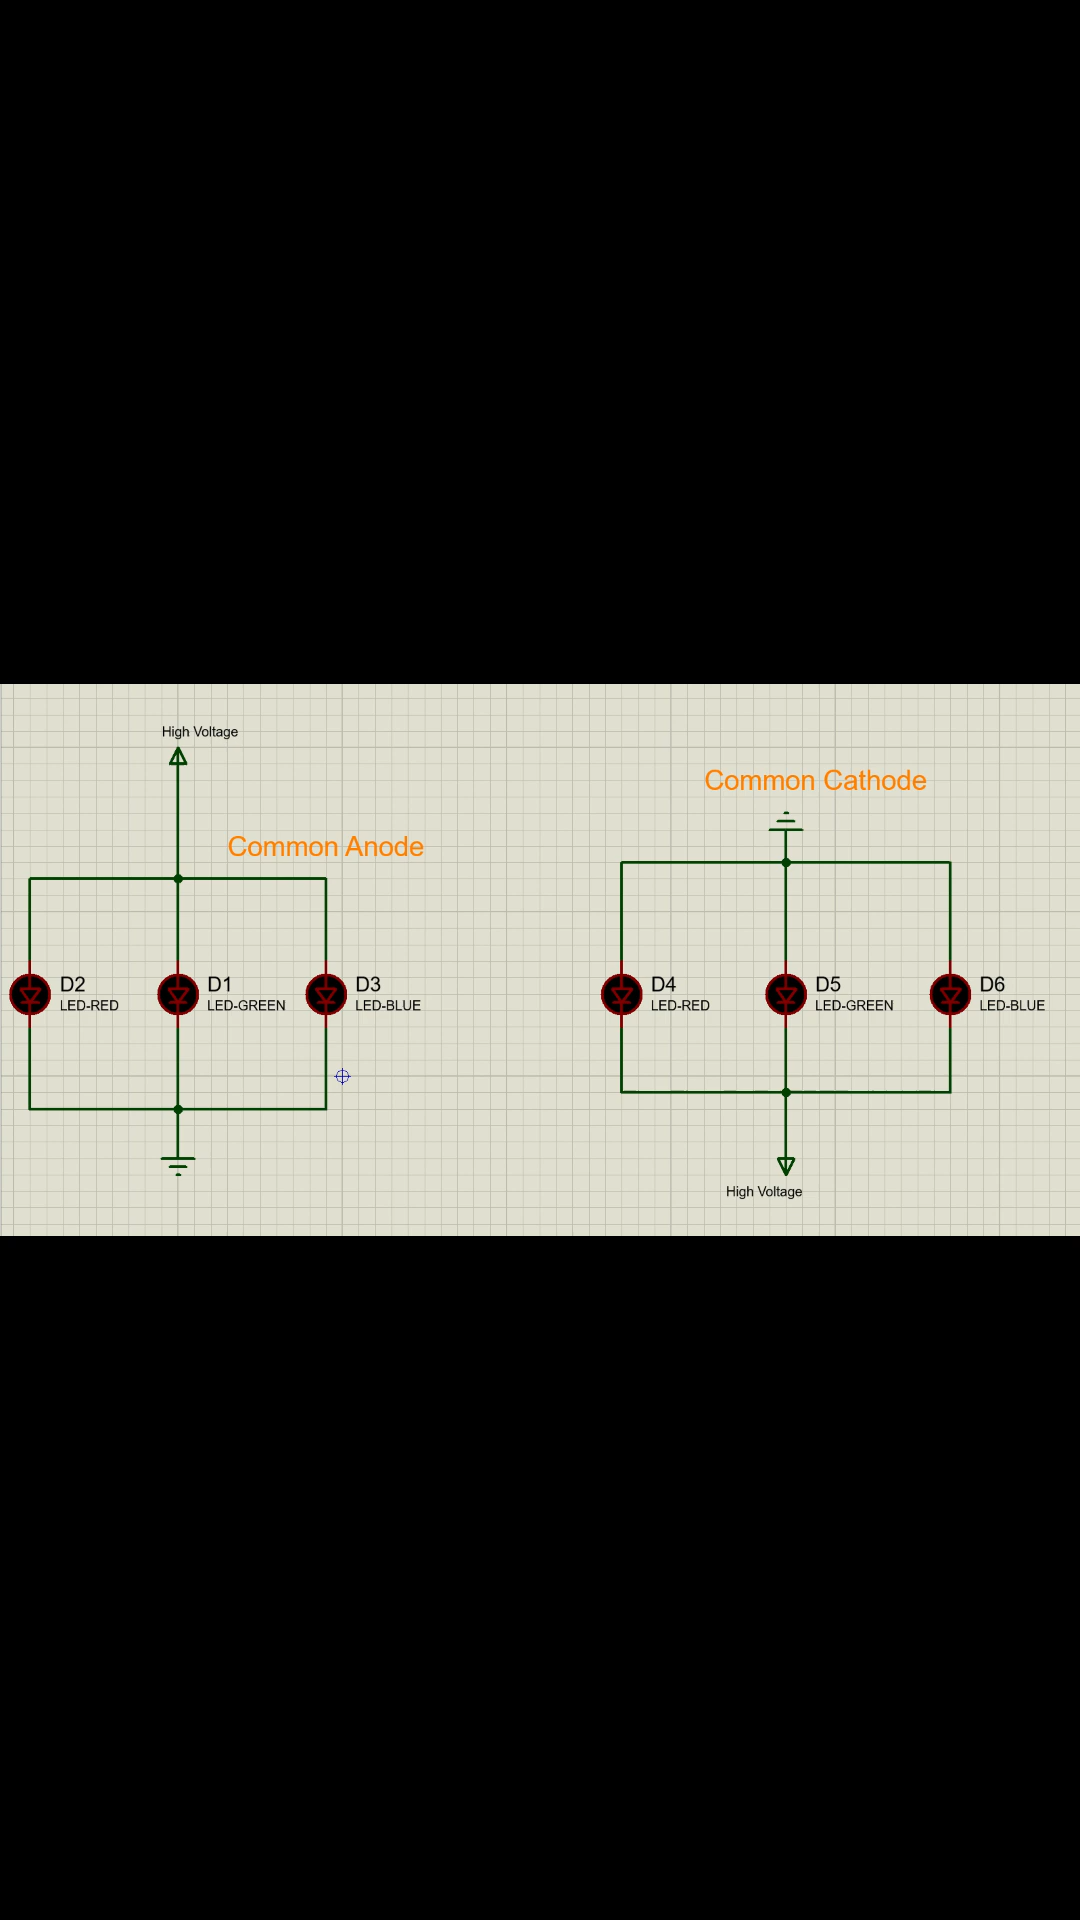 High Voltage
Common Anode
D2
LED-RED
D1
LED-GREEN
D3
LED-BLUE
Common Cathode
D4
LED-RED
D5
LED-GREEN
D6
LED-BLUE
High Voltage